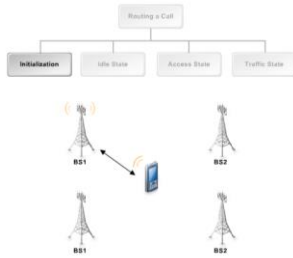 Routing a Call
Initialization
Idle State
Access State
Traffic State
BS1
BS2
BS1
BS2